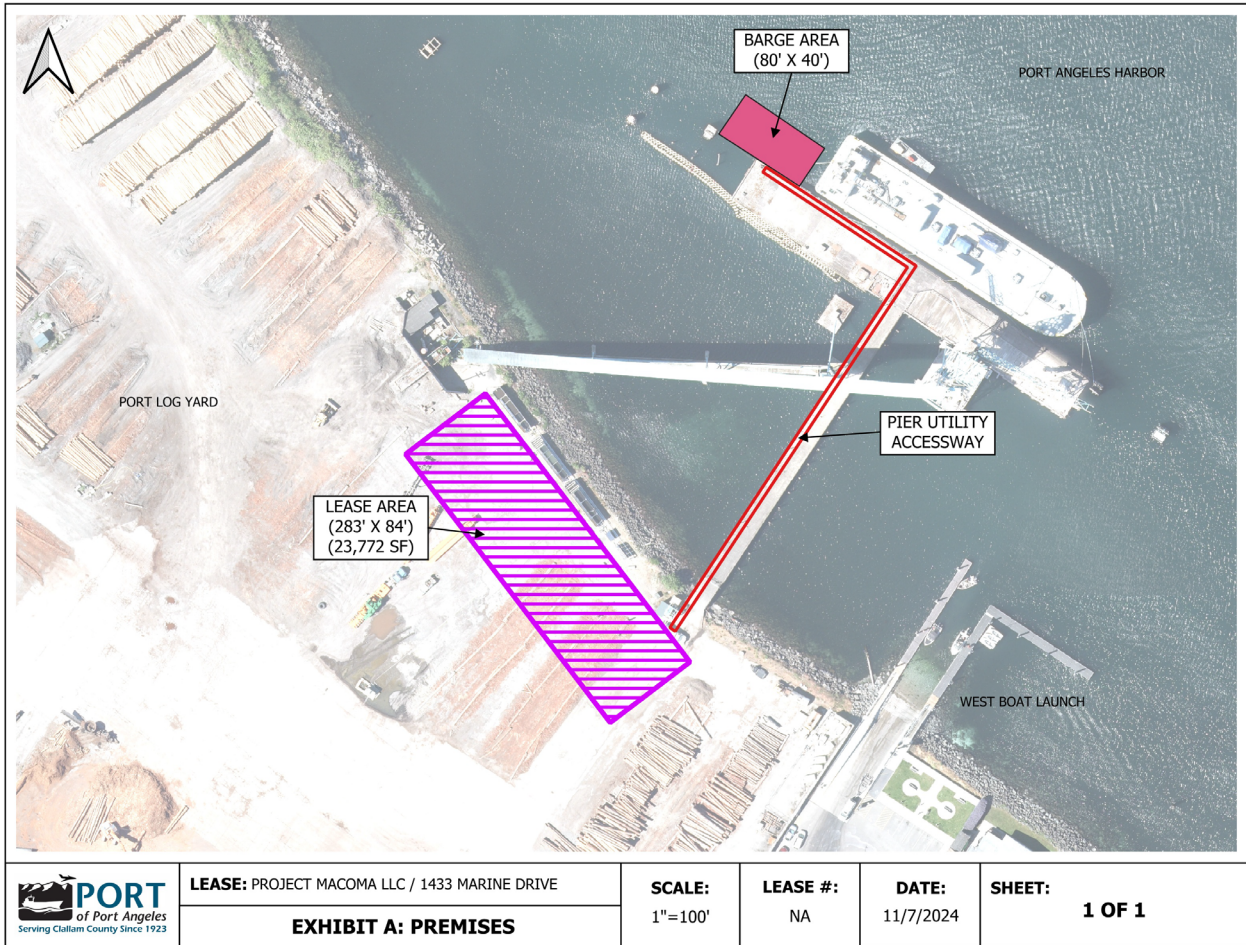 BARGE AREA
(80' X 40')
PORT ANGELES HARBOR
PORT LOG YARD
PIER UTILITY
ACCESSWAY
LEASE AREA
(283' X 84')
(23,772 SF)
WEST BOAT LAUNCH
PORT
of Port Angeles
Serving Clallam County Since 1923
LEASE: PROJECT MACOMA LLC / 1433 MARINE DRIVE
EXHIBIT A: PREMISES
SCALE:
1"=100'
LEASE #:
NA
DATE:
11/7/2024
SHEET:
1 OF 1